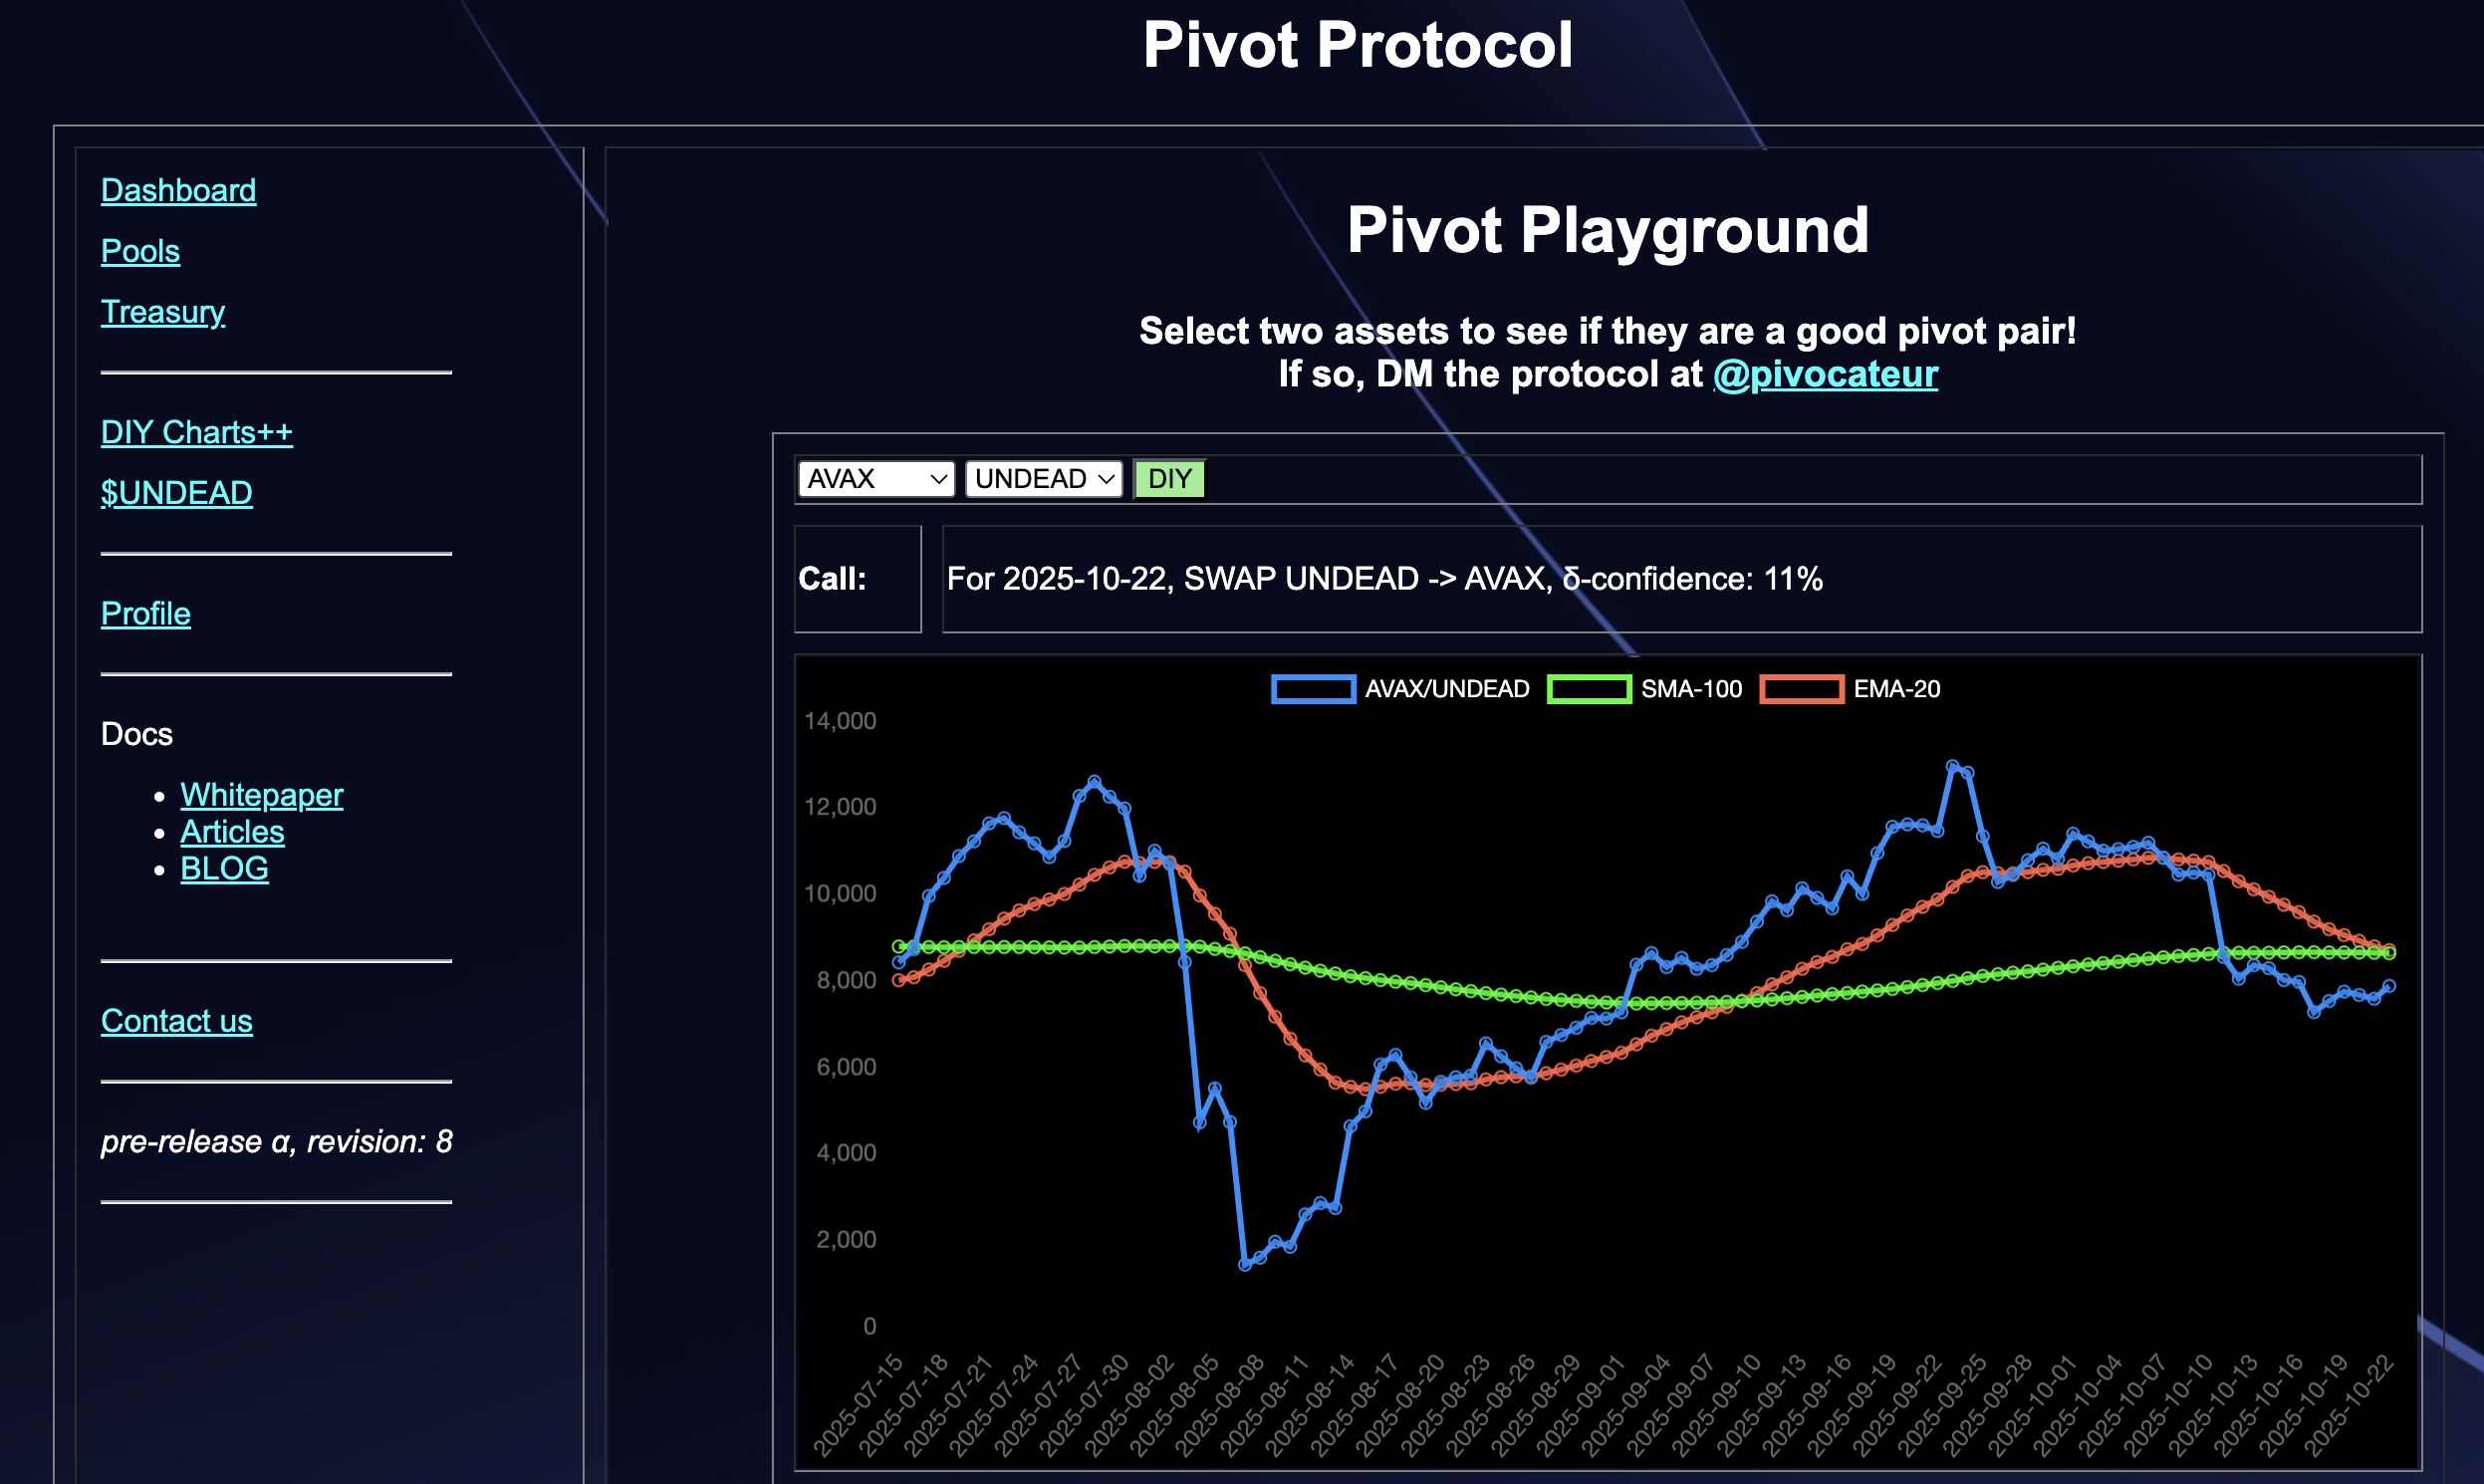 Pivot Protocol
Dashboard
Pools
Treasury
DIY Charts++
$UNDEAD
Profile
Docs
Whitepaper
Articles
BLOG
Contact us
pre-release α, revision: 8
Pivot Playground
Select two assets to see if they are a good pivot pair!
If so, DM the protocol at @pivocateur
AVAX UNDEAD DIY
Call: For 2025-10-22, SWAP UNDEAD -> AVAX, δ-confidence: 11%
AVAX/UNDEAD SMA-100 EMA-20
14,000
12,000
10,000
8,000
6,000
4,000
2,000
0
2025-07-15 2025-07-18 2025-07-21 2025-07-24 2025-07-27 2025-07-30 2025-08-02 2025-08-05 2025-08-08 2025-08-11 2025-08-14 2025-08-17 2025-08-20 2025-08-23 2025-08-26 2025-08-29 2025-09-01 2025-09-04 2025-09-07 2025-09-10 2025-09-13 2025-09-16 2025-09-19 2025-09-22 2025-09-25 2025-09-28 2025-10-01 2025-10-04 2025-10-07 2025-10-10 2025-10-13 2025-10-16 2025-10-19 2025-10-22